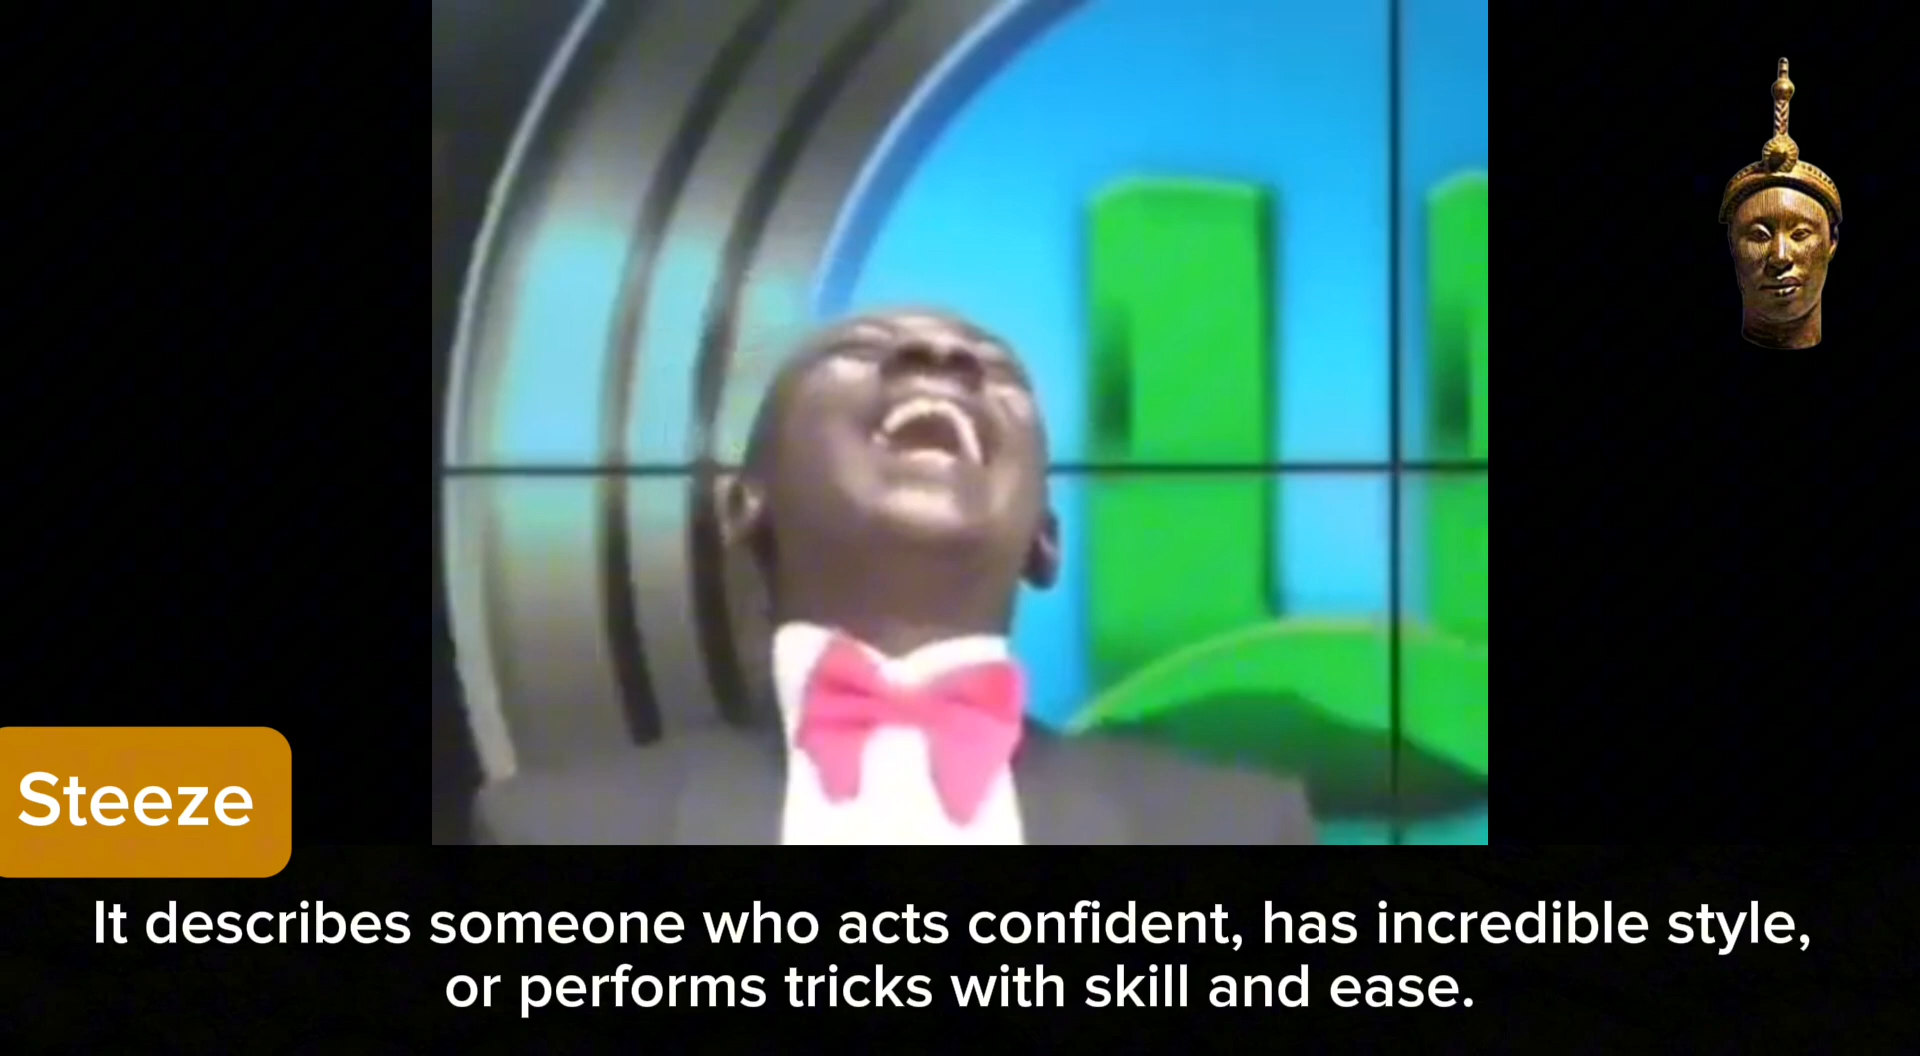 Steeze
It describes someone who acts confident, has incredible style,
or performs tricks with skill and ease.